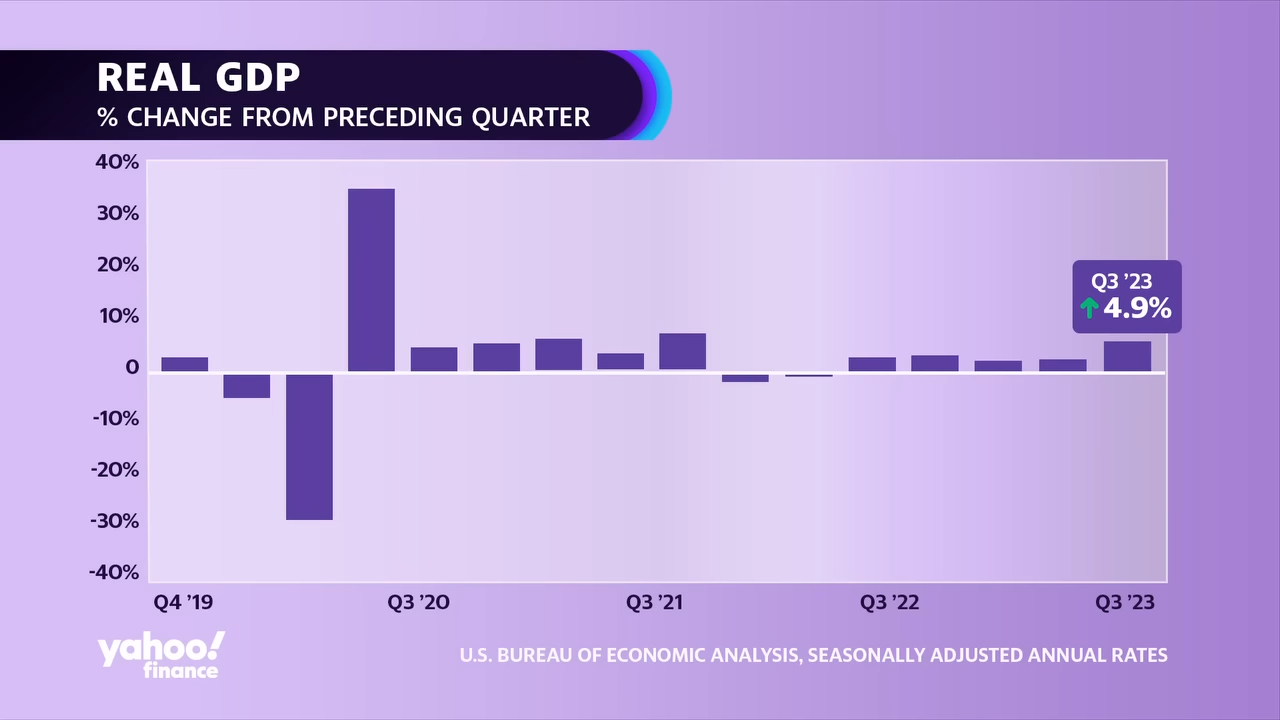 REAL GDP
% CHANGE FROM PRECEDING QUARTER
40%
30%
20%
10%
0
-10%
-20%
-30%
-40%
Q3 ’23
4.9%
Q4 ’19
Q3 ’20
Q3 ’21
Q3 ’22
Q3 ’23
yahoo!
finance
U.S. BUREAU OF ECONOMIC ANALYSIS, SEASONALLY ADJUSTED ANNUAL RATES